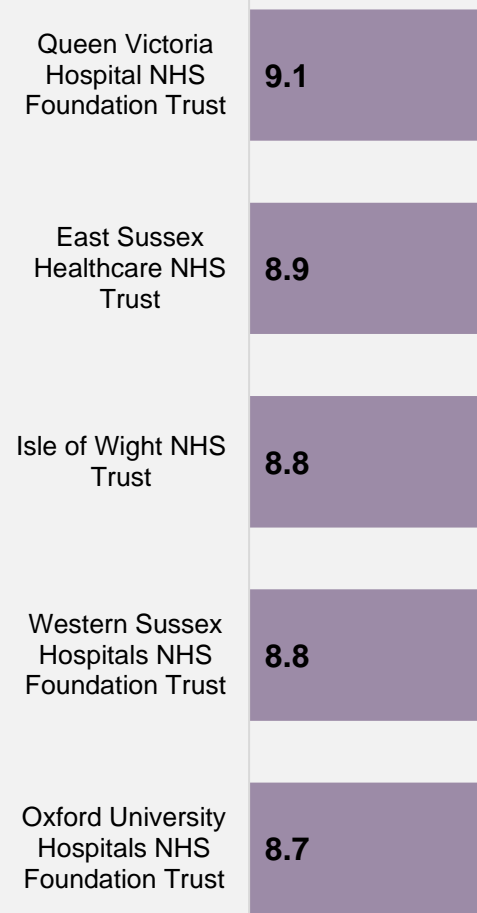 Queen Victoria
Hospital NHS
Foundation Trust
9.1
East Sussex
Healthcare NHS
Trust
8.9
Isle of Wight NHS
Trust
8.8
Western Sussex
Hospitals NHS
Foundation Trust
8.8
Oxford University
Hospitals NHS
Foundation Trust
8.7